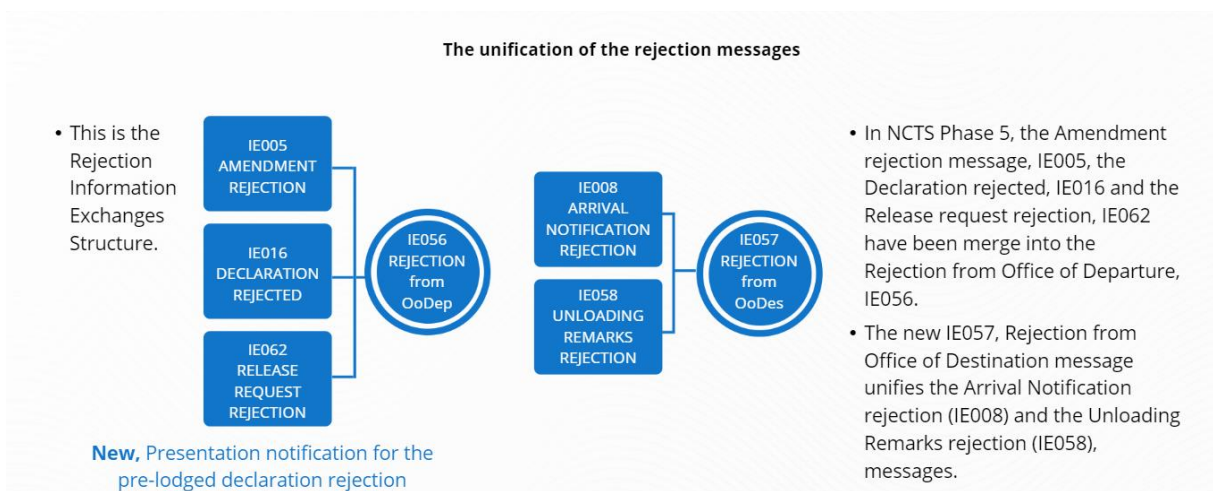 The unification of the rejection messages
• This is the
Rejection
Information
Exchanges
Structure.
IE005
AMENDMENT
REJECTION
IE016
DECLARATION
REJECTED
IE062
RELEASE
REQUEST
REJECTION
IE056
REJECTION
from
OoDep
New, Presentation notification for the
pre-lodged declaration rejection
IE008
ARRIVAL
NOTIFICATION
REJECTION
IE058
UNLOADING
REMARKS
REJECTION
IE057
REJECTION
from
OoDes
• In NCTS Phase 5, the Amendment
rejection message, IE005, the
Declaration rejected, IE016 and the
Release request rejection, IE062
have been merge into the
Rejection from Office of Departure,
IE056.
• The new IE057, Rejection from
Office of Destination message
unifies the Arrival Notification
rejection (IE008) and the Unloading
Remarks rejection (IE058),
messages.